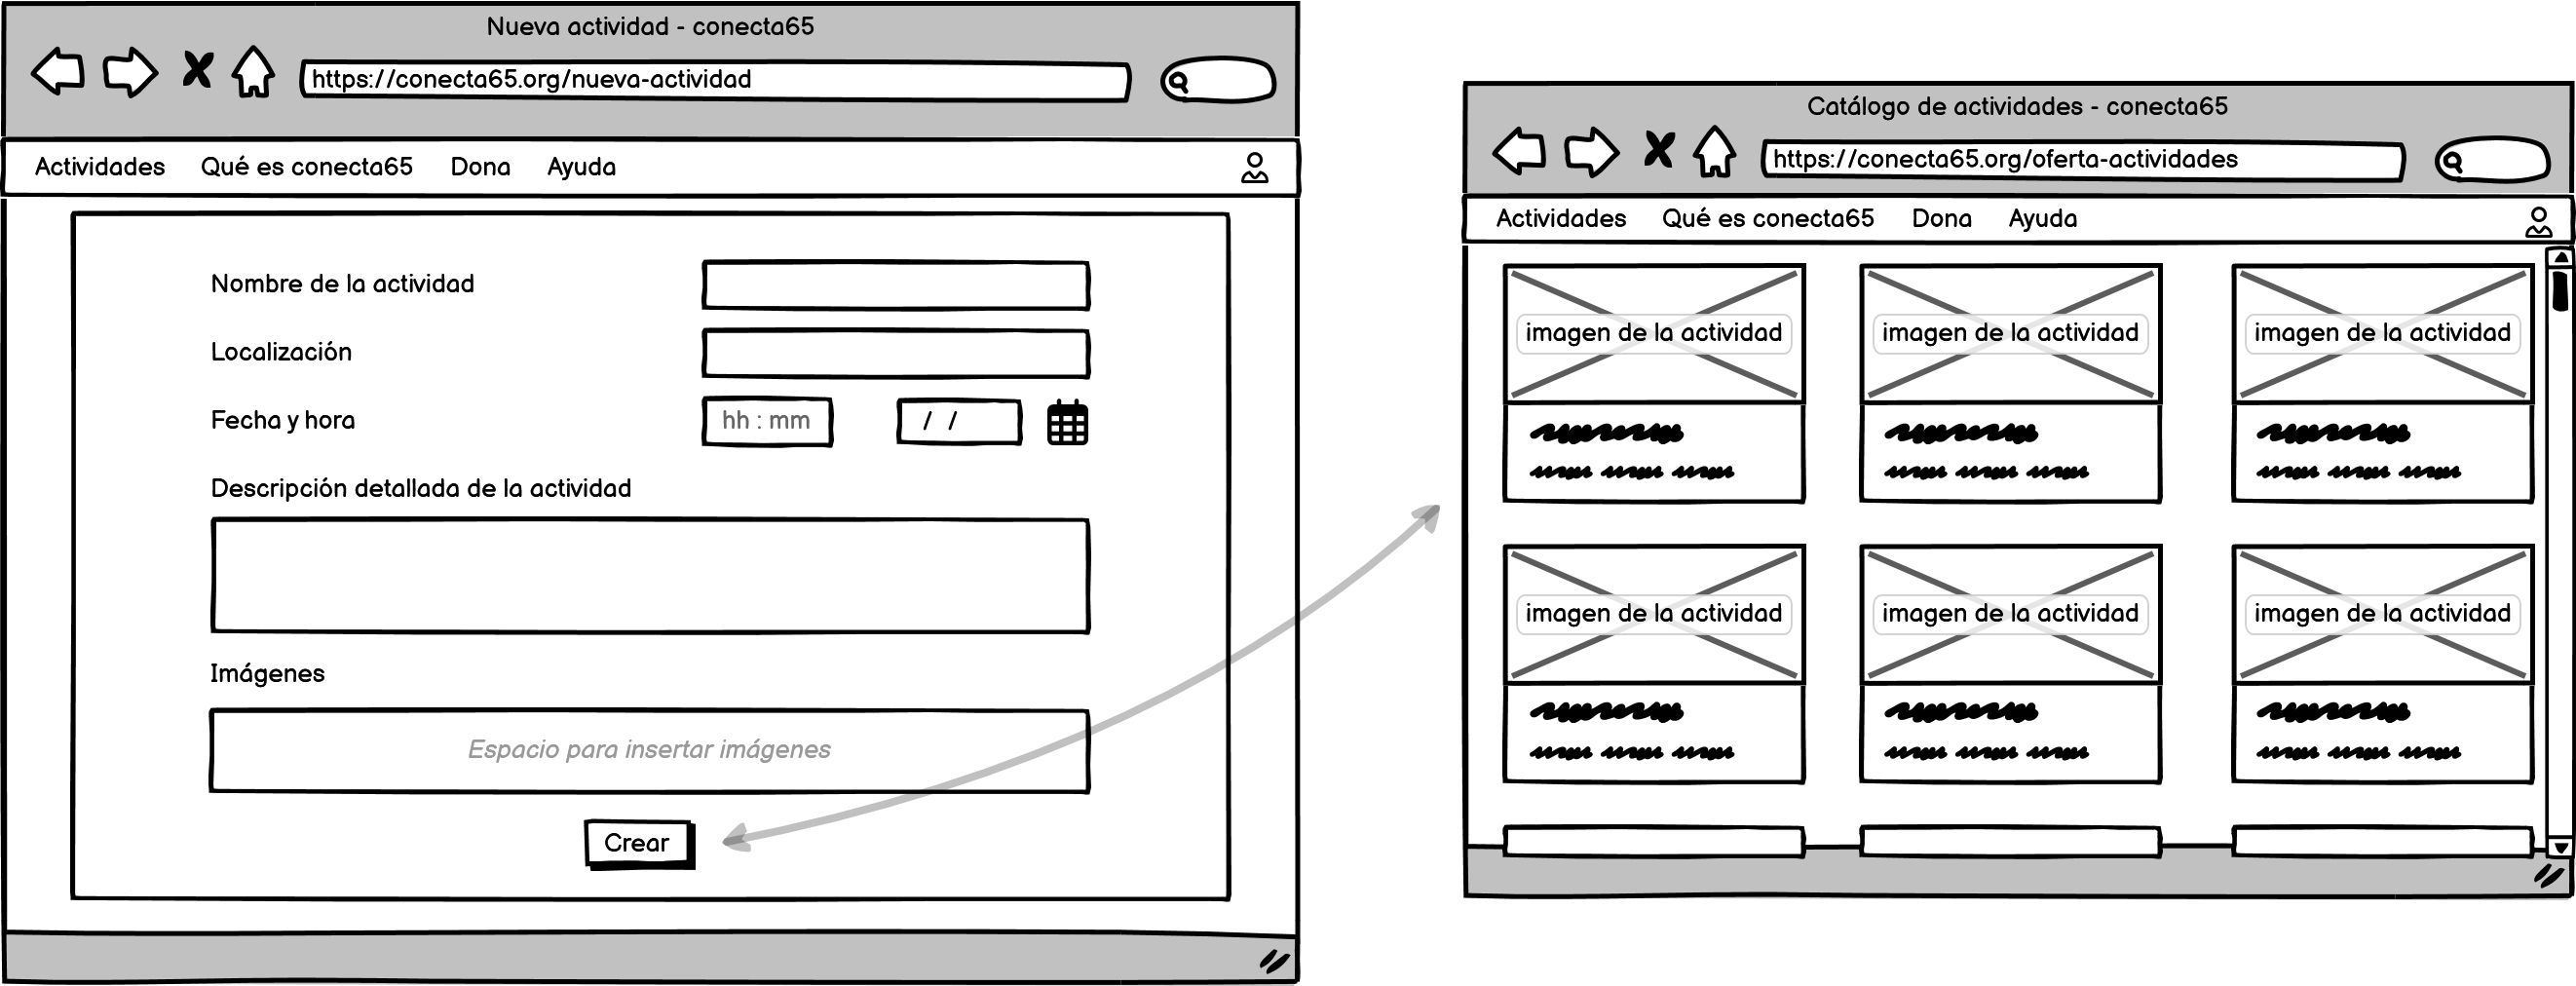 Nueva actividad - conecta65
https://conecta65.org/nueva-actividad
Actividades Qué es conecta65 Dona Ayuda
Nombre de la actividad
Localización
Fecha y hora hh : mm / /
Descripción detallada de la actividad
Imágenes
Espacio para insertar imágenes
Crear
Catálogo de actividades - conecta65
https://conecta65.org/oferta-actividades
Actividades Qué es conecta65 Dona Ayuda
imagen de la actividad imagen de la actividad imagen de la actividad
imagen de la actividad imagen de la actividad imagen de la actividad